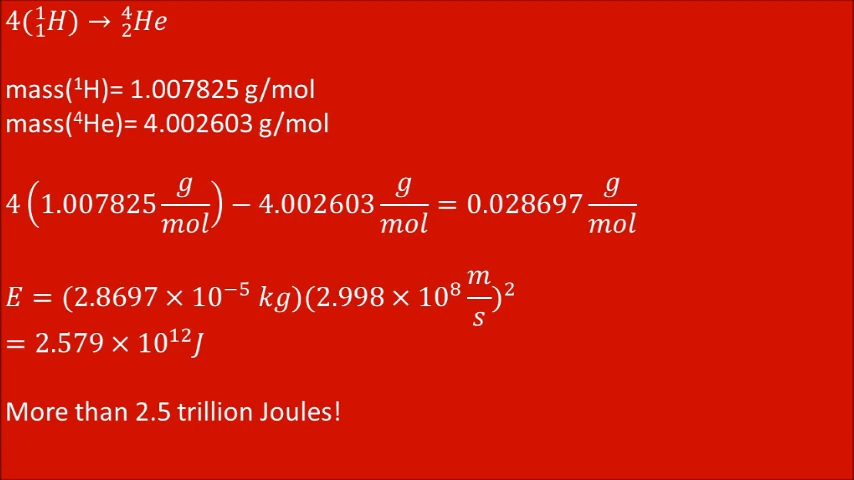 4(¹₁H) → ⁴₂He
mass(¹H)= 1.007825 g/mol
mass(⁴He)= 4.002603 g/mol
4(1.007825 g/mol) − 4.002603 g/mol = 0.028697 g/mol
E = (2.8697 × 10⁻⁵ kg)(2.998 × 10⁸ m/s)²
= 2.579 × 10¹²J
More than 2.5 trillion Joules!